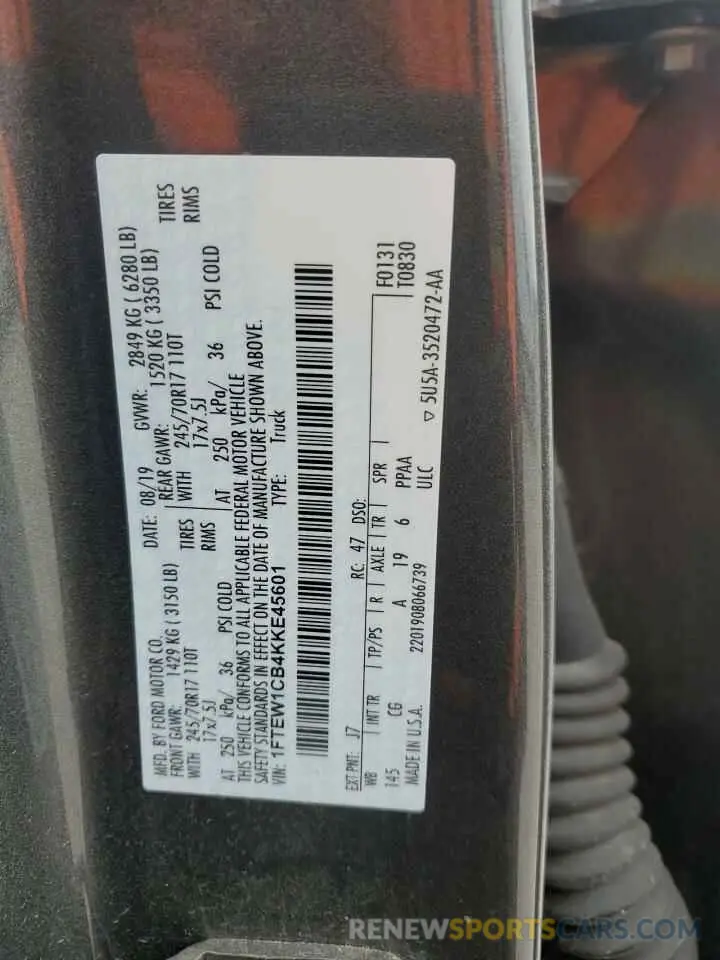 MFD. BY FORD MOTOR CO.
DATE: 08/19
GVWR: 2849 KG ( 6280 LB)
FRONT GAWR: 1429 KG ( 3150 LB)
REAR GAWR: 1520 KG ( 3350 LB)
WITH 245/70R17 110T TIRES
WITH 245/70R17 110T TIRES
17x7.5J RIMS
17x7.5J RIMS
AT 250 kPa/ 36 PSI COLD
AT 250 kPa/ 36 PSI COLD
THIS VEHICLE CONFORMS TO ALL APPLICABLE FEDERAL MOTOR VEHICLE
SAFETY STANDARDS IN EFFECT ON THE DATE OF MANUFACTURE SHOWN ABOVE.
VIN: 1FTEW1CB4KKE45601
TYPE: Truck
EXT PNT: J7 RC: 47 DSO:
F0131
WB INT TR TP/PS R AXLE TR SPR
T0830
145 CG A 19 6 PPAA
MADE IN U.S.A. 2201908066739 ULC
▽ 5U5A-3520472-AA
RENEWSPORTSCARS.COM